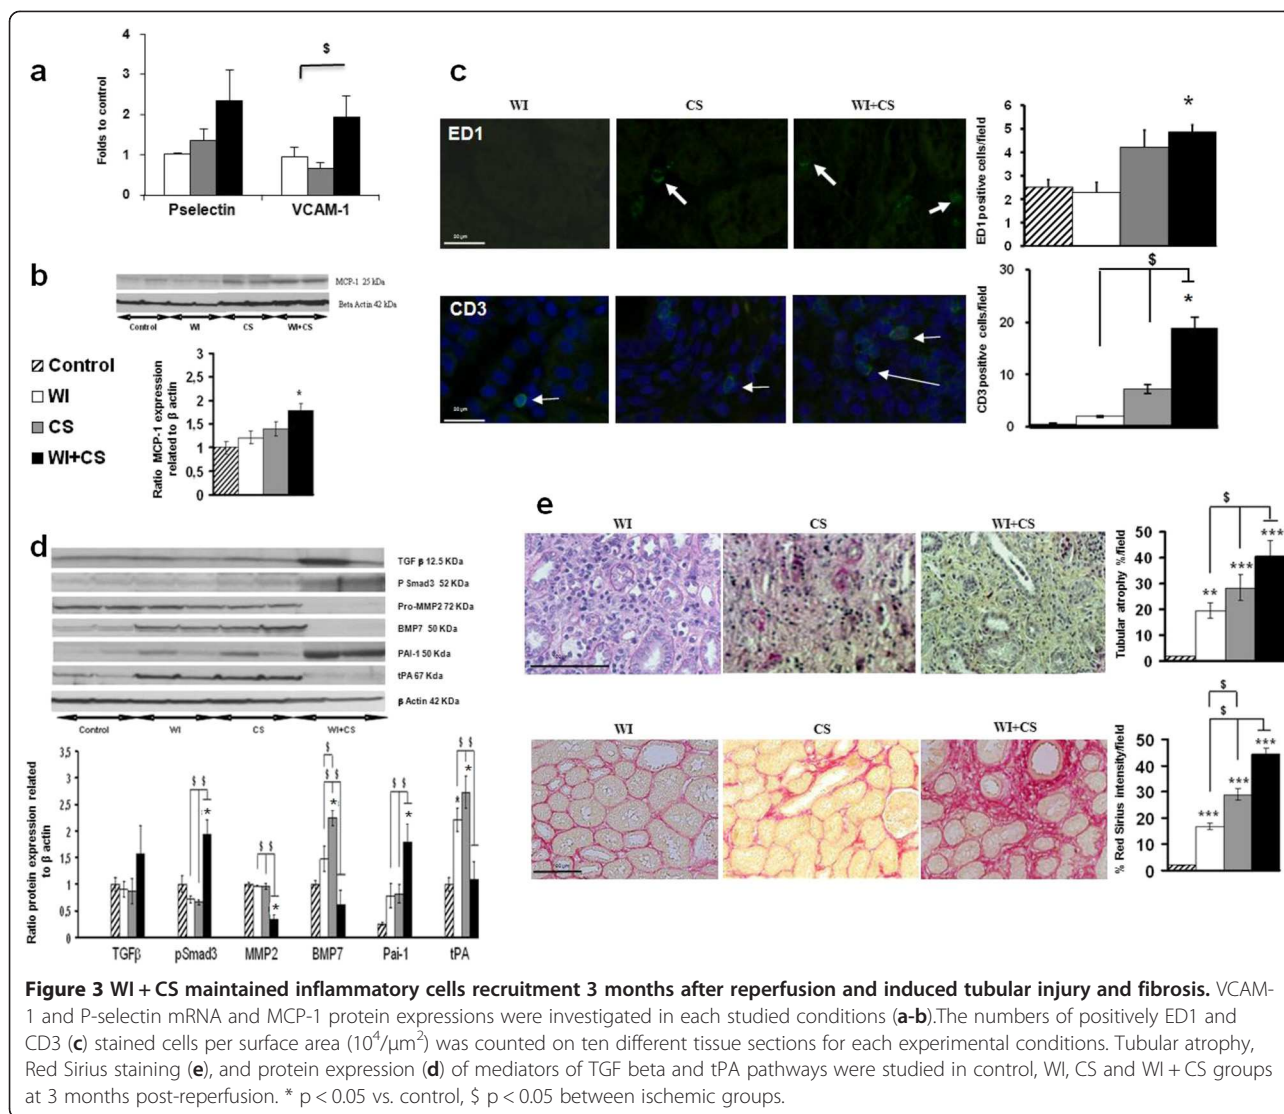 a
4
3
2
1
0
Folds to control
$
Pselectin VCAM-1
b
MCP-1 25 kDa
Beta Actin 42 kDa
Control WI CS WI+CS
Control
WI
CS
WI+CS
3
2,5
2
1,5
1
0,5
0
Ratio MCP-1 expression
related to β actin
*
c
WI CS WI+CS
ED1
20 µm
6
5
4
3
2
1
0
ED1 positive cells/field
*
CD3
20 µm
30
20
10
0
CD3 positive cells/field
$
*
d
TGF β 12.5 KDa
P Smad3 52 KDa
Pro-MMP2 72 KDa
BMP7 50 Kda
PAI-1 50 Kda
tPA 67 Kda
β Actin 42 KDa
Control WI CS WI+CS
3,5
3
2,5
2
1,5
1
0,5
0
Ratio protein expression related
to β actin
$ $
*
$ $
*
$
$ $
*
$ $
*
$ $
* *
TGFβ pSmad3 MMP2 BMP7 Pai-1 tPA
e
WI CS WI+CS
50
40
30
20
10
0
Tubular atrophy %/field
$
** *** ***
WI CS WI+CS
50
40
30
20
10
0
% Red Sirius intensity/field
$
$
*** *** ***
Figure 3 WI + CS maintained inflammatory cells recruitment 3 months after reperfusion and induced tubular injury and fibrosis. VCAM-
1 and P-selectin mRNA and MCP-1 protein expressions were investigated in each studied conditions (a-b).The numbers of positively ED1 and
CD3 (c) stained cells per surface area (10⁴/µm²) was counted on ten different tissue sections for each experimental conditions. Tubular atrophy,
Red Sirius staining (e), and protein expression (d) of mediators of TGF beta and tPA pathways were studied in control, WI, CS and WI + CS groups
at 3 months post-reperfusion. * p < 0.05 vs. control, $ p < 0.05 between ischemic groups.